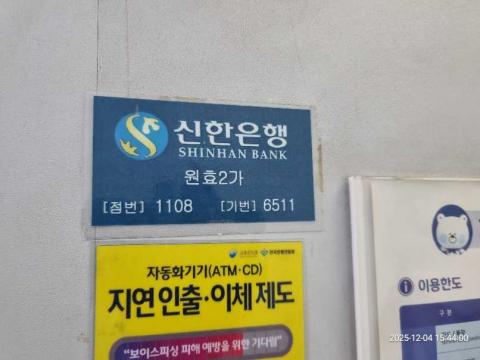 신한은행
SHINHAN BANK
원효2가
[점번] 1108 [기번] 6511
자동화기기(ATM·CD)
지연 인출·이체 제도
"보이스피싱 피해 예방을 위한 기다림"
이용한도
구 분
2025-12-04 15:44:00